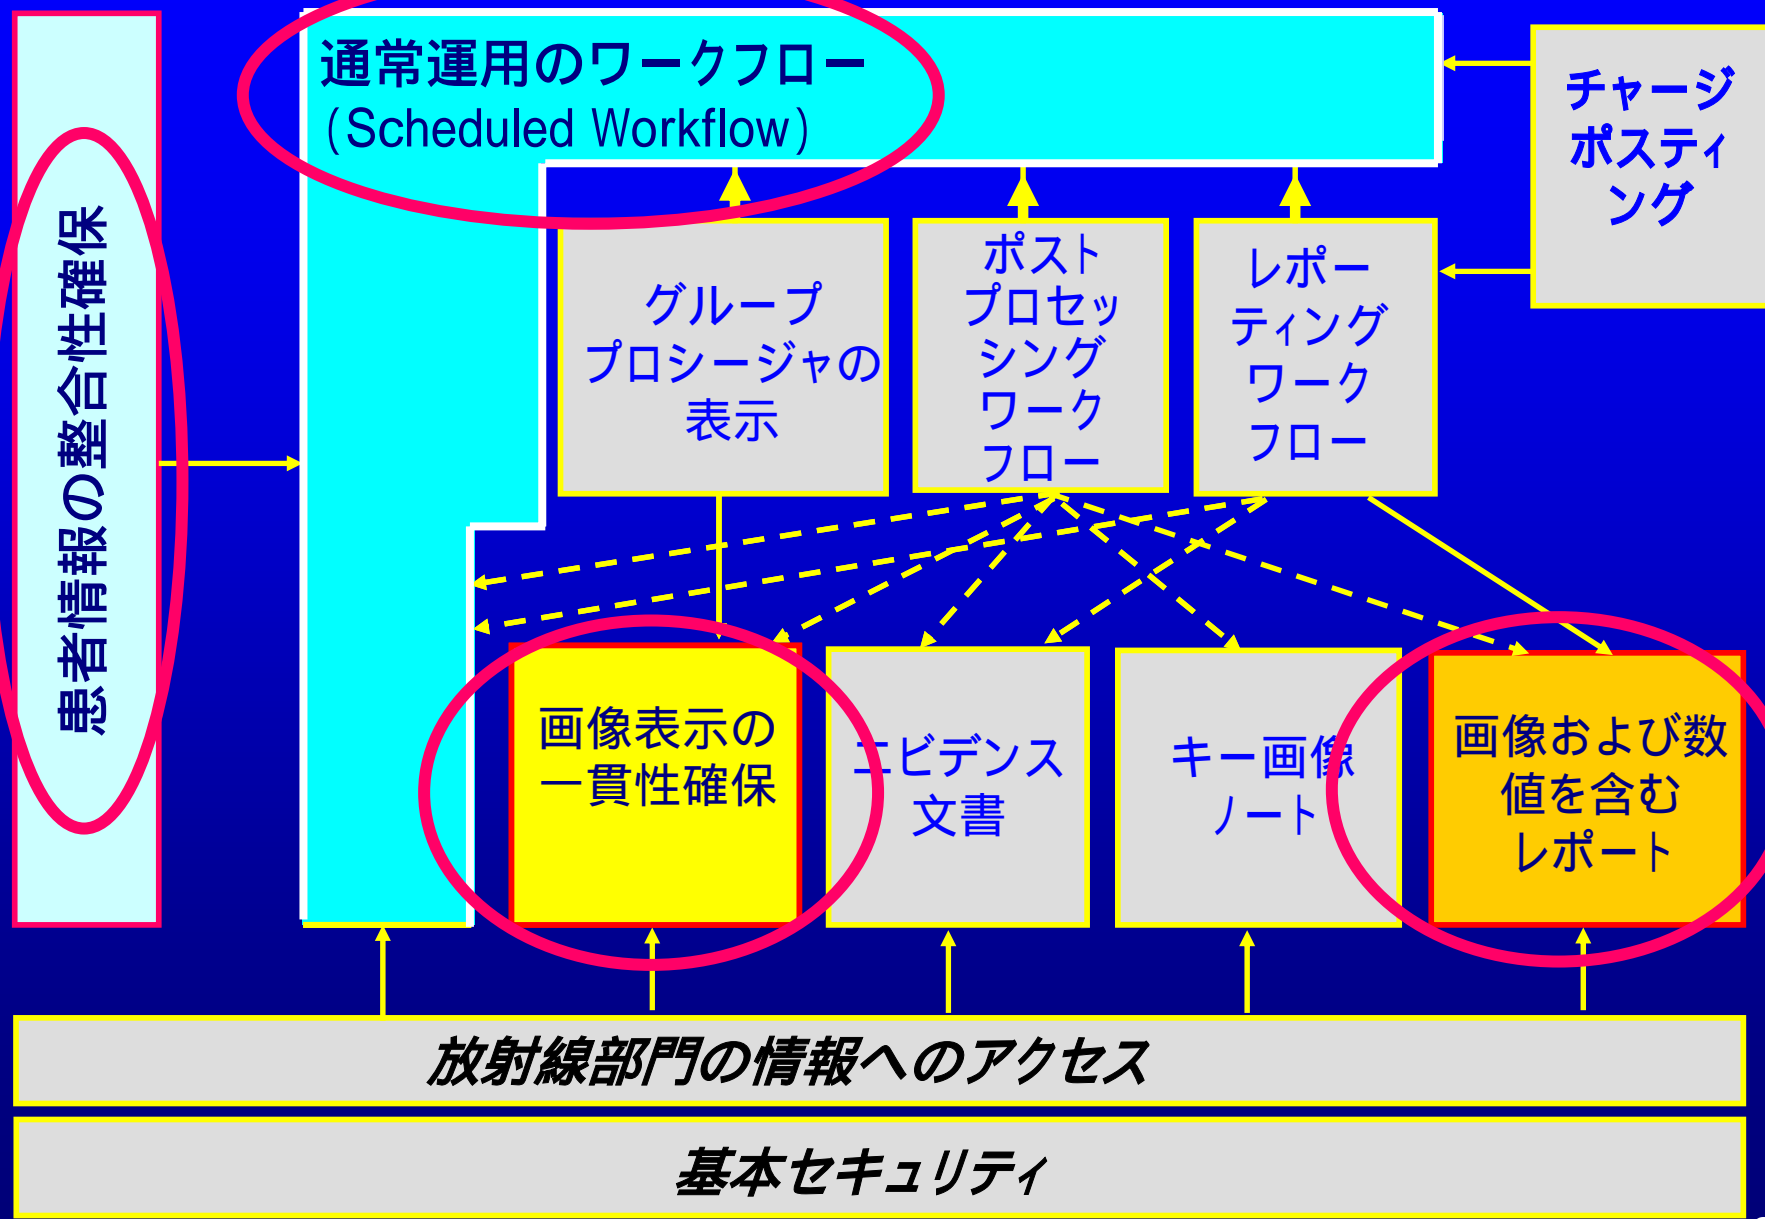 通常運用のワークフロー
(Scheduled Workflow)
チャージ
ポスティ
ング
患者情報の整合性確保
グループ
プロシージャの
表示
ポスト
プロセッ
シング
ワーク
フロー
レポー
ティング
ワーク
フロー
画像表示の
一貫性確保
エビデンス
文書
キー画像
ノート
画像および数
値を含む
レポート
放射線部門の情報へのアクセス
基本セキュリティ